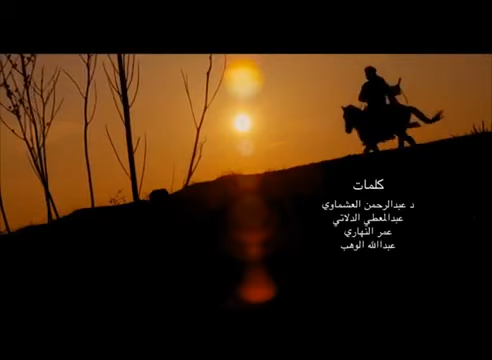 كلمات
د عبدالرحمن العشماوي
عبدالمعطي الدلاتي
عمر النهاري
عبدالله الوهب